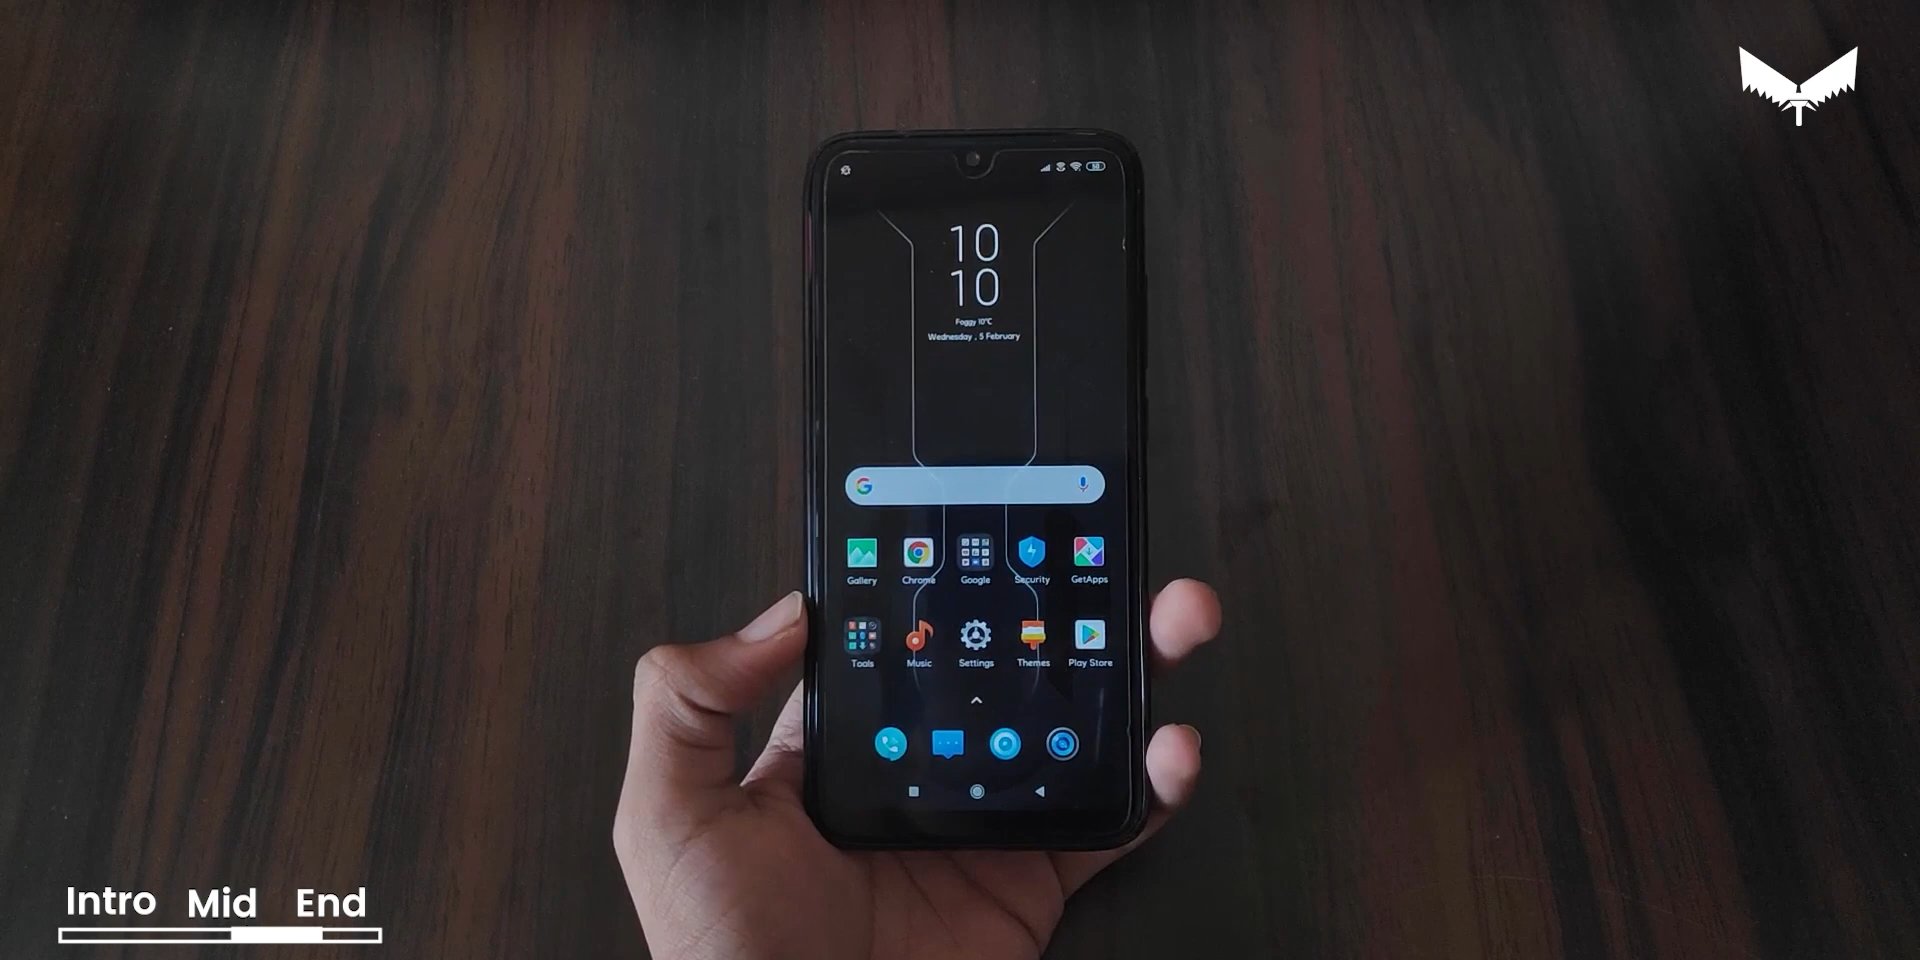 50
10
10
Foggy 10°C
Wednesday , 5 February
Gallery Chrome Google Security GetApps
Tools Music Settings Themes Play Store
Intro Mid End